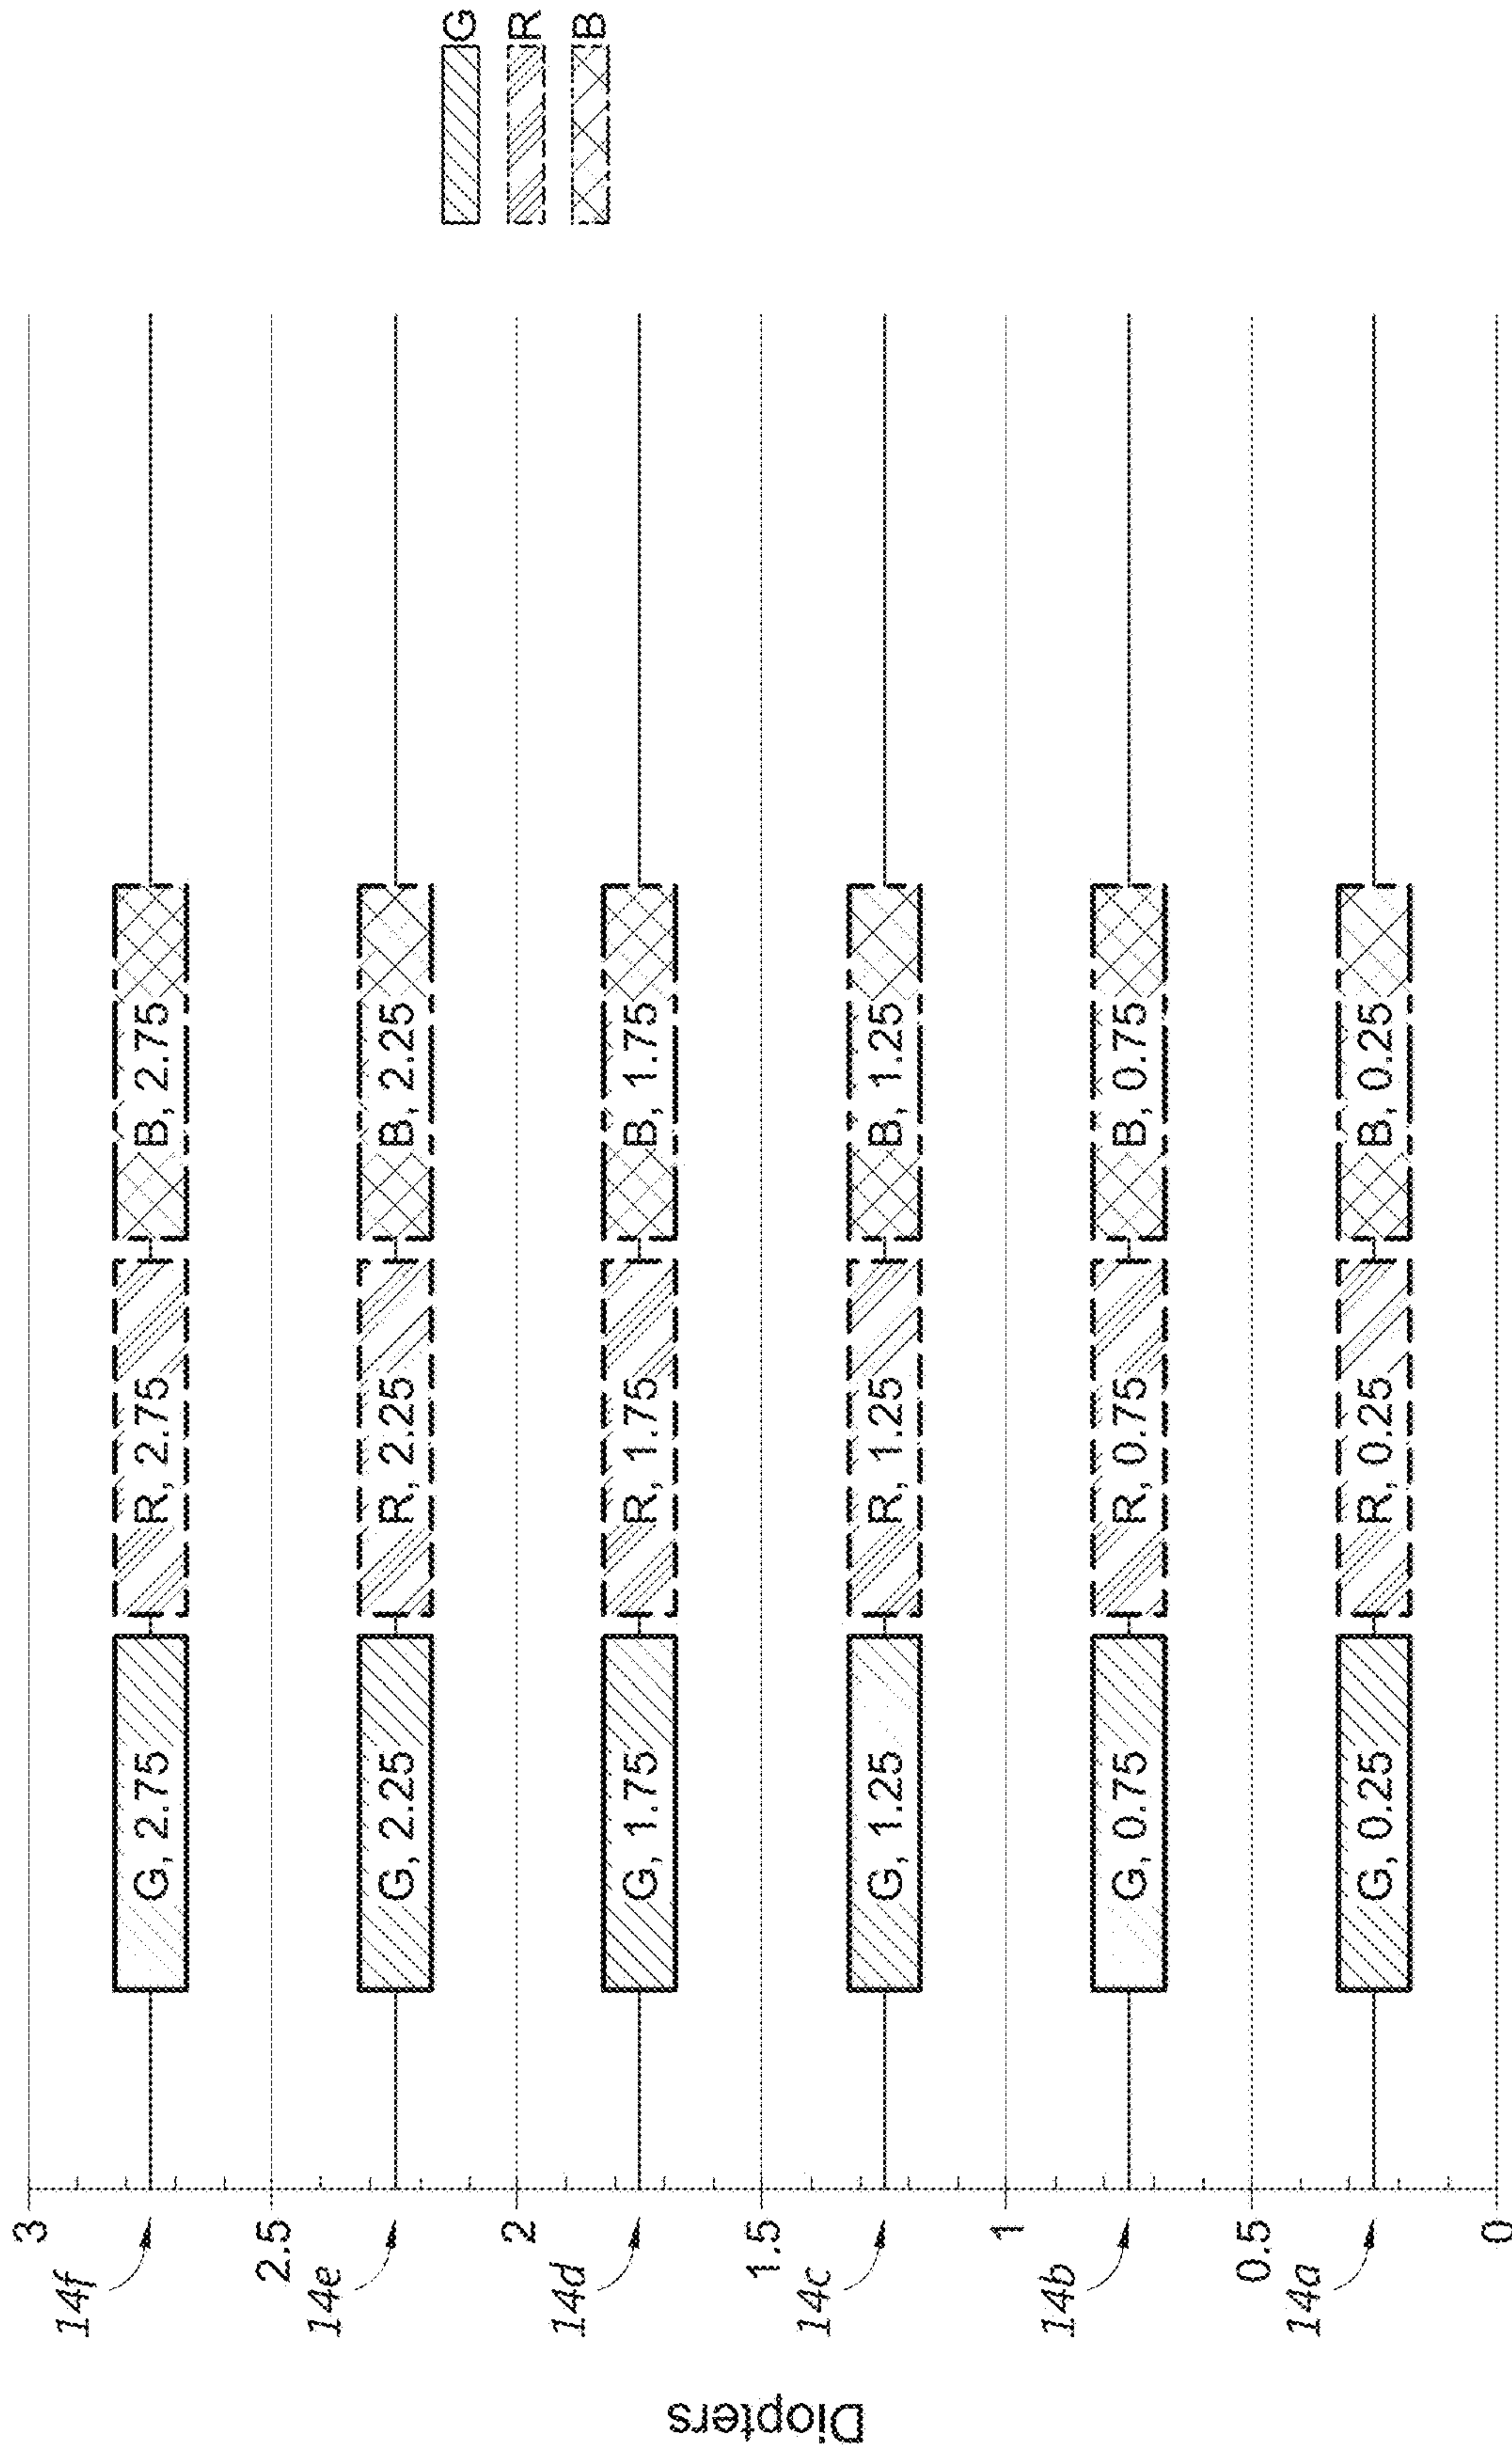 Diopters
3
14f
G, 2.75
R, 2.75
B, 2.75
2.5
14e
G, 2.25
R, 2.25
B, 2.25
2
14d
G, 1.75
R, 1.75
B, 1.75
1.5
14c
G, 1.25
R, 1.25
B, 1.25
1
14b
G, 0.75
R, 0.75
B, 0.75
0.5
14a
G, 0.25
R, 0.25
B, 0.25
0
G
R
B